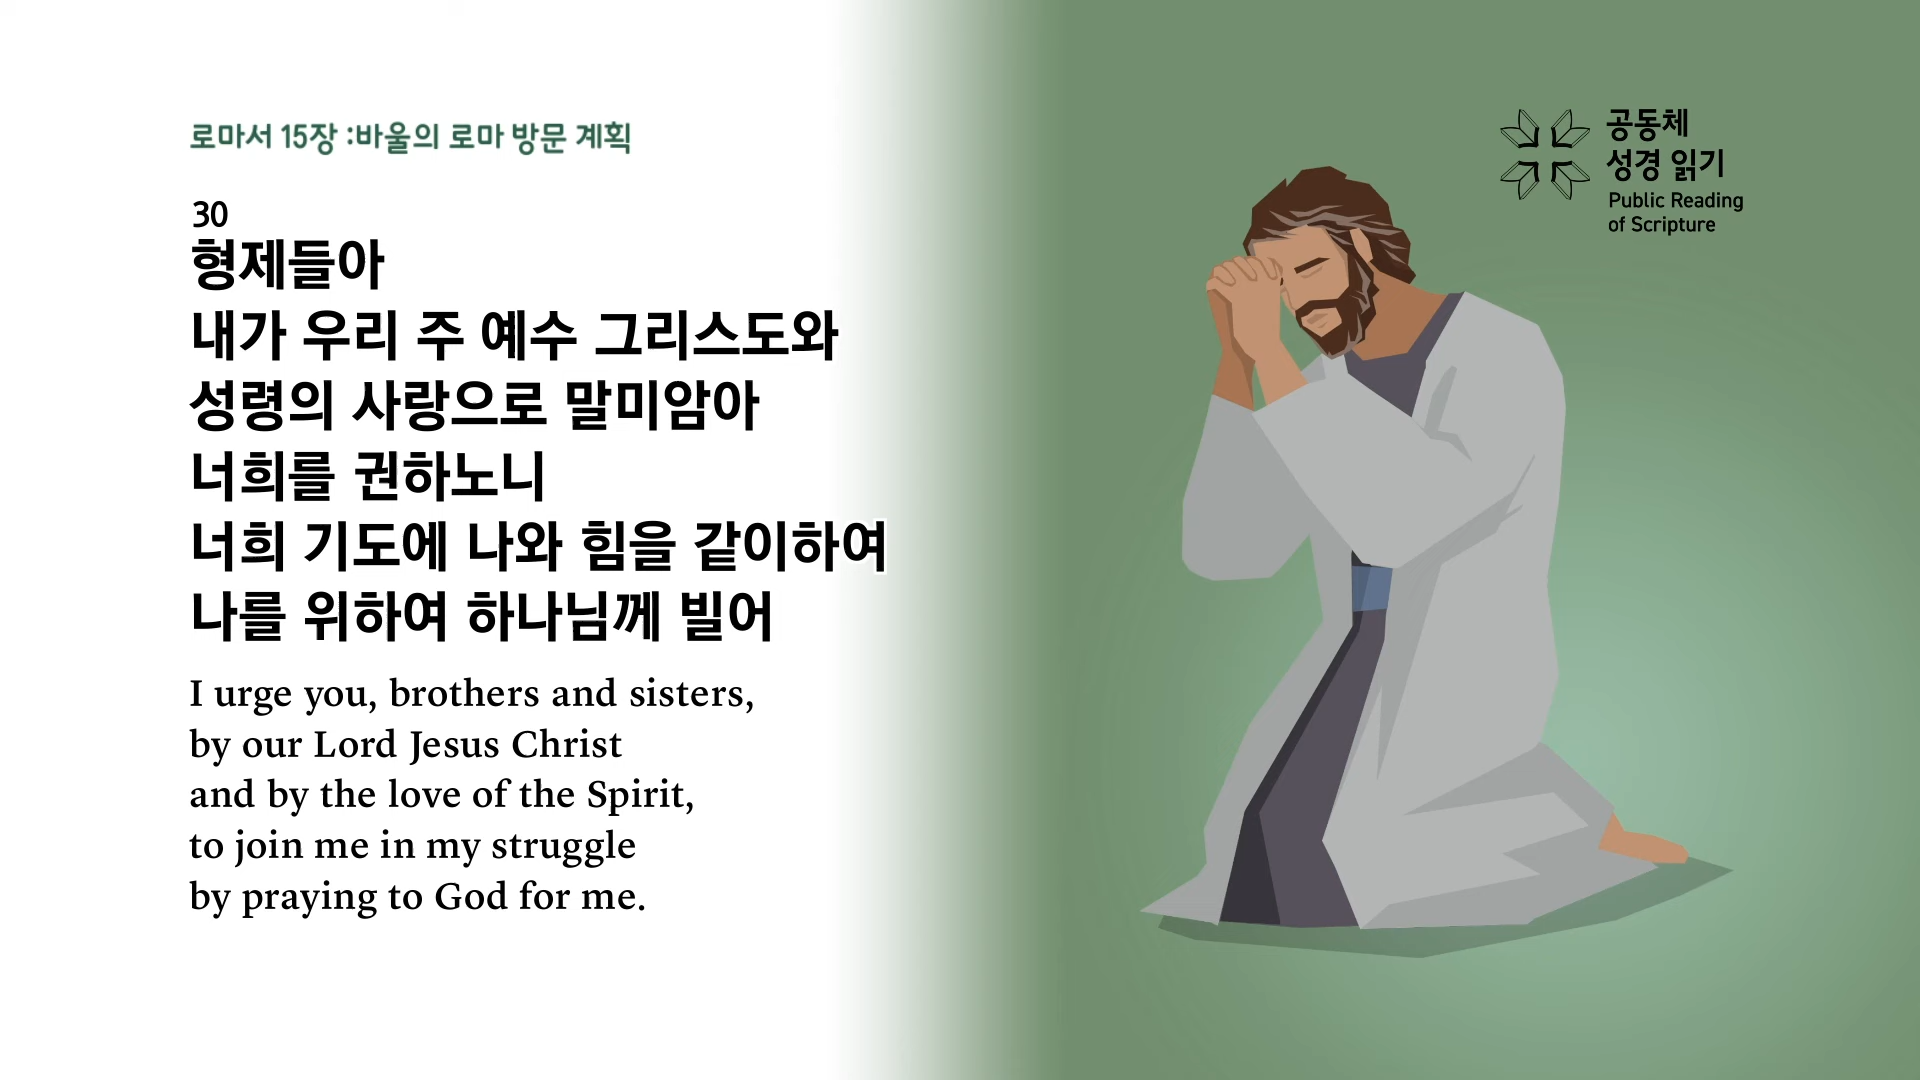 로마서 15장 :바울의 로마 방문 계획
30
형제들아
내가 우리 주 예수 그리스도와
성령의 사랑으로 말미암아
너희를 권하노니
너희 기도에 나와 힘을 같이하여
나를 위하여 하나님께 빌어
I urge you, brothers and sisters,
by our Lord Jesus Christ
and by the love of the Spirit,
to join me in my struggle
by praying to God for me.
공동체
성경 읽기
Public Reading
of Scripture